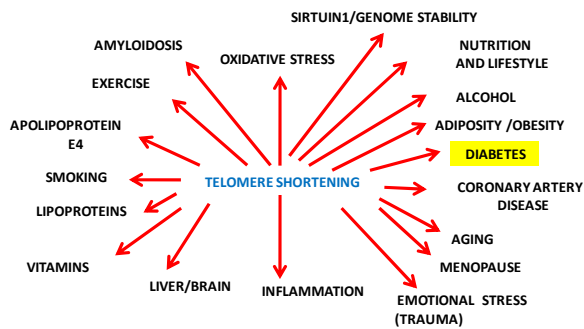 SIRTUIN1/GENOME STABILITY
AMYLOIDOSIS
OXIDATIVE STRESS
NUTRITION
AND LIFESTYLE
EXERCISE
ALCOHOL
APOLIPOPROTEIN
E4
ADIPOSITY /OBESITY
DIABETES
SMOKING
TELOMERE SHORTENING
CORONARY ARTERY
DISEASE
LIPOPROTEINS
AGING
VITAMINS
MENOPAUSE
LIVER/BRAIN
INFLAMMATION
EMOTIONAL STRESS
(TRAUMA)